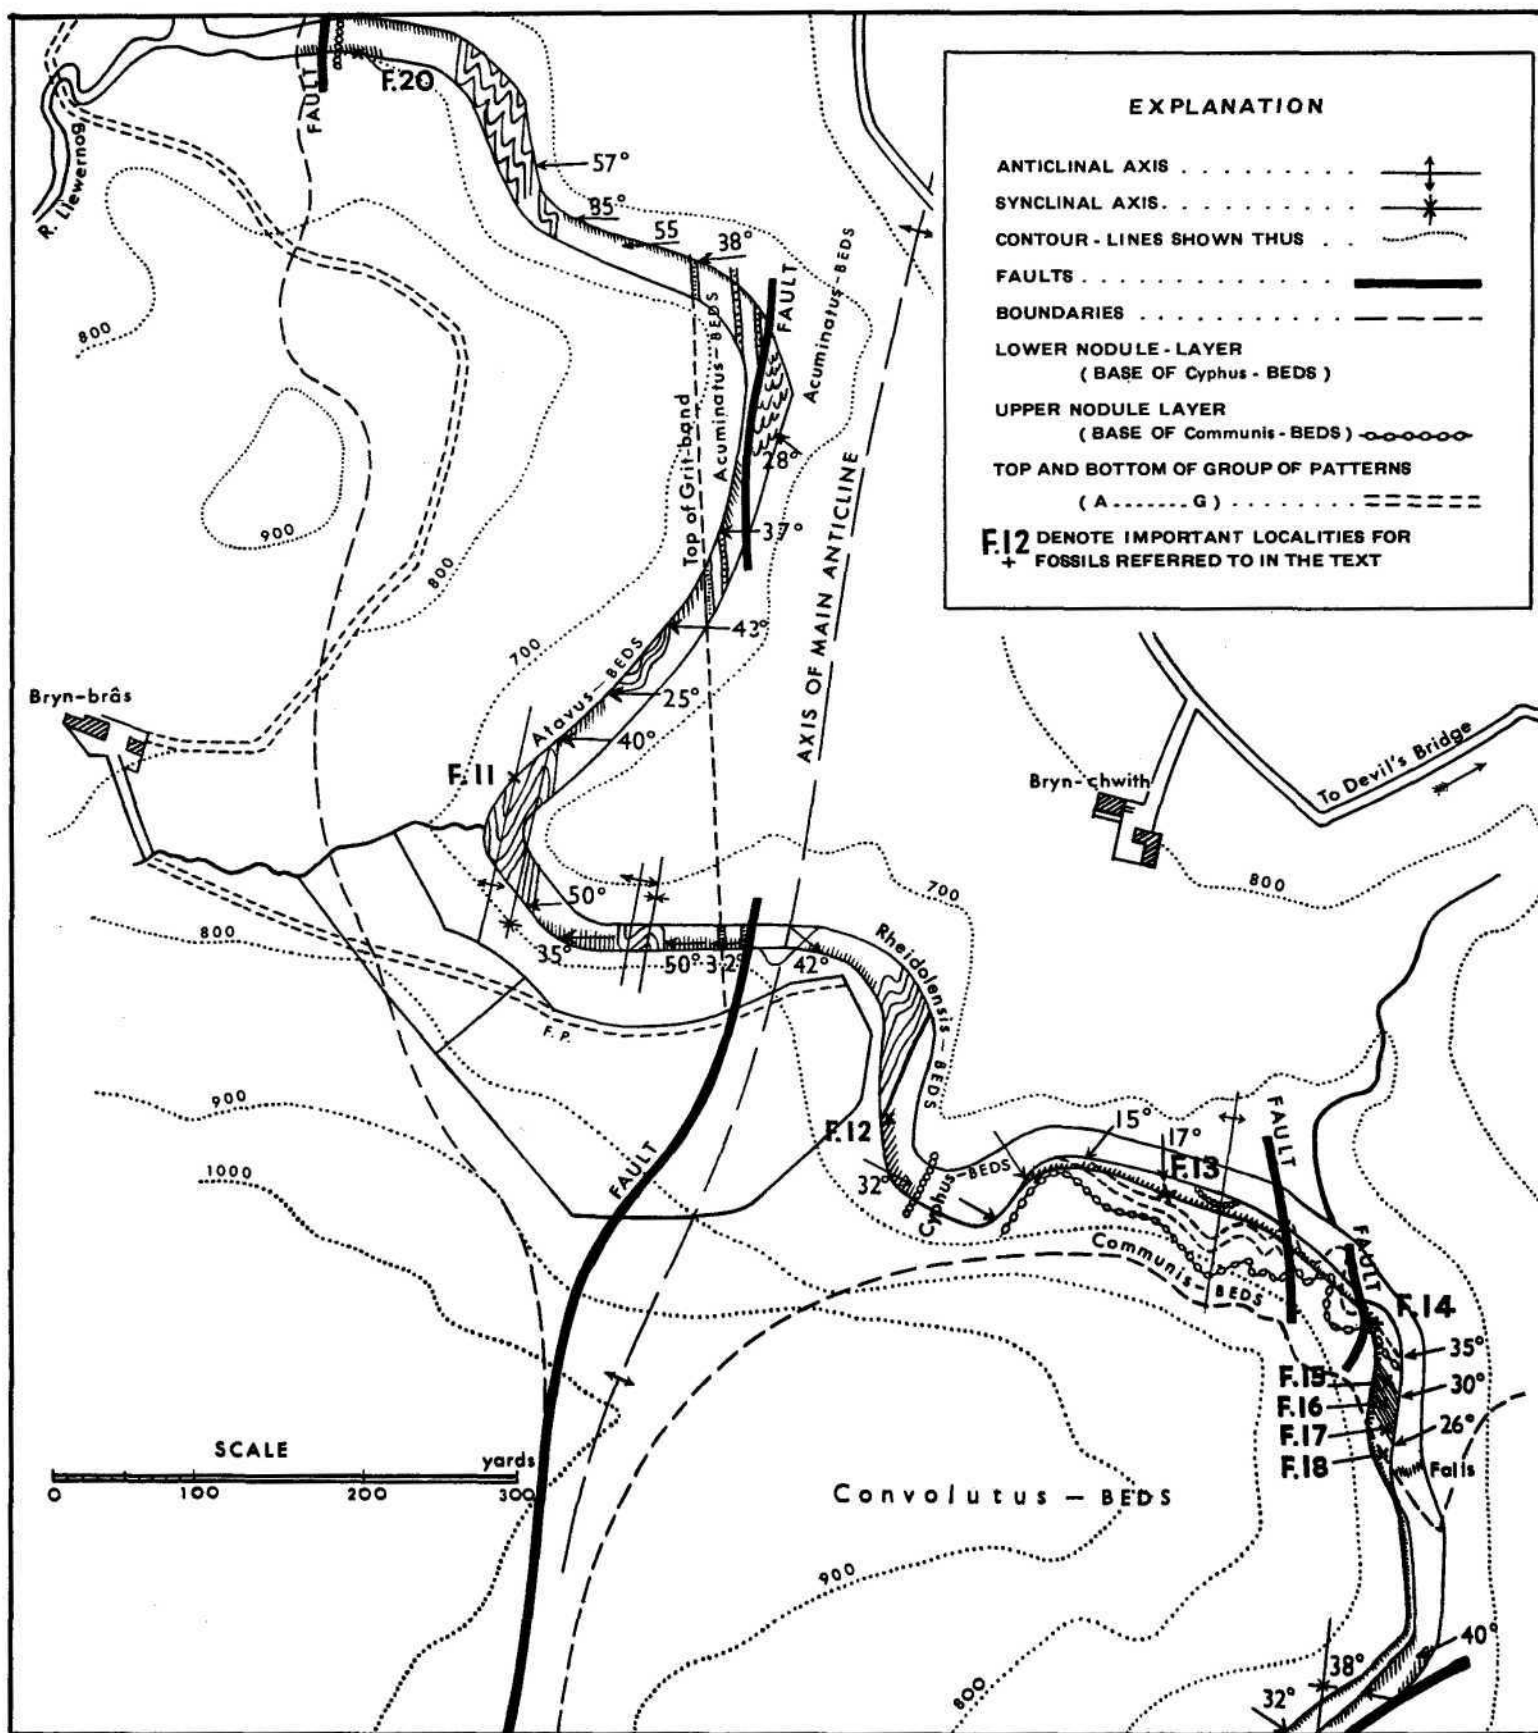 EXPLANATION
ANTICLINAL AXIS . . . . . . . . .
SYNCLINAL AXIS. . . . . . . . . .
CONTOUR - LINES SHOWN THUS . .
FAULTS . . . . . . . . . . . . . .
BOUNDARIES . . . . . . . . . . .
LOWER NODULE - LAYER
( BASE OF Cyphus - BEDS )
UPPER NODULE LAYER
( BASE OF Communis - BEDS )
TOP AND BOTTOM OF GROUP OF PATTERNS
( A.......G ) . . . . . . . .
F.12 DENOTE IMPORTANT LOCALITIES FOR
FOSSILS REFERRED TO IN THE TEXT
R. Llewernog
FAULT
F.20
57°
85°
55
38°
FAULT
Acuminatus-BEDS
Acuminatus-BEDS
Top of Grit-band
28°
37°
800
900
800
43°
700
Atavus-BEDS
25°
40°
AXIS OF MAIN ANTICLINE
Bryn-brâs
F.11
Bryn-chwith
To Devil's Bridge
800
700
50°
800
35°
50°
32°
42°
Rheidolensis-BEDS
F. P.
900
F.12
1000
FAULT
32°
Cyphus-BEDS
15°
17°
F.13
FAULT
FAULT
Communis-BEDS
F.14
35°
F.15
30°
F.16
26°
F.17
F.18
Falls
SCALE
yards
0 100 200 300
Convolutus - BEDS
900
800
40°
38°
32°